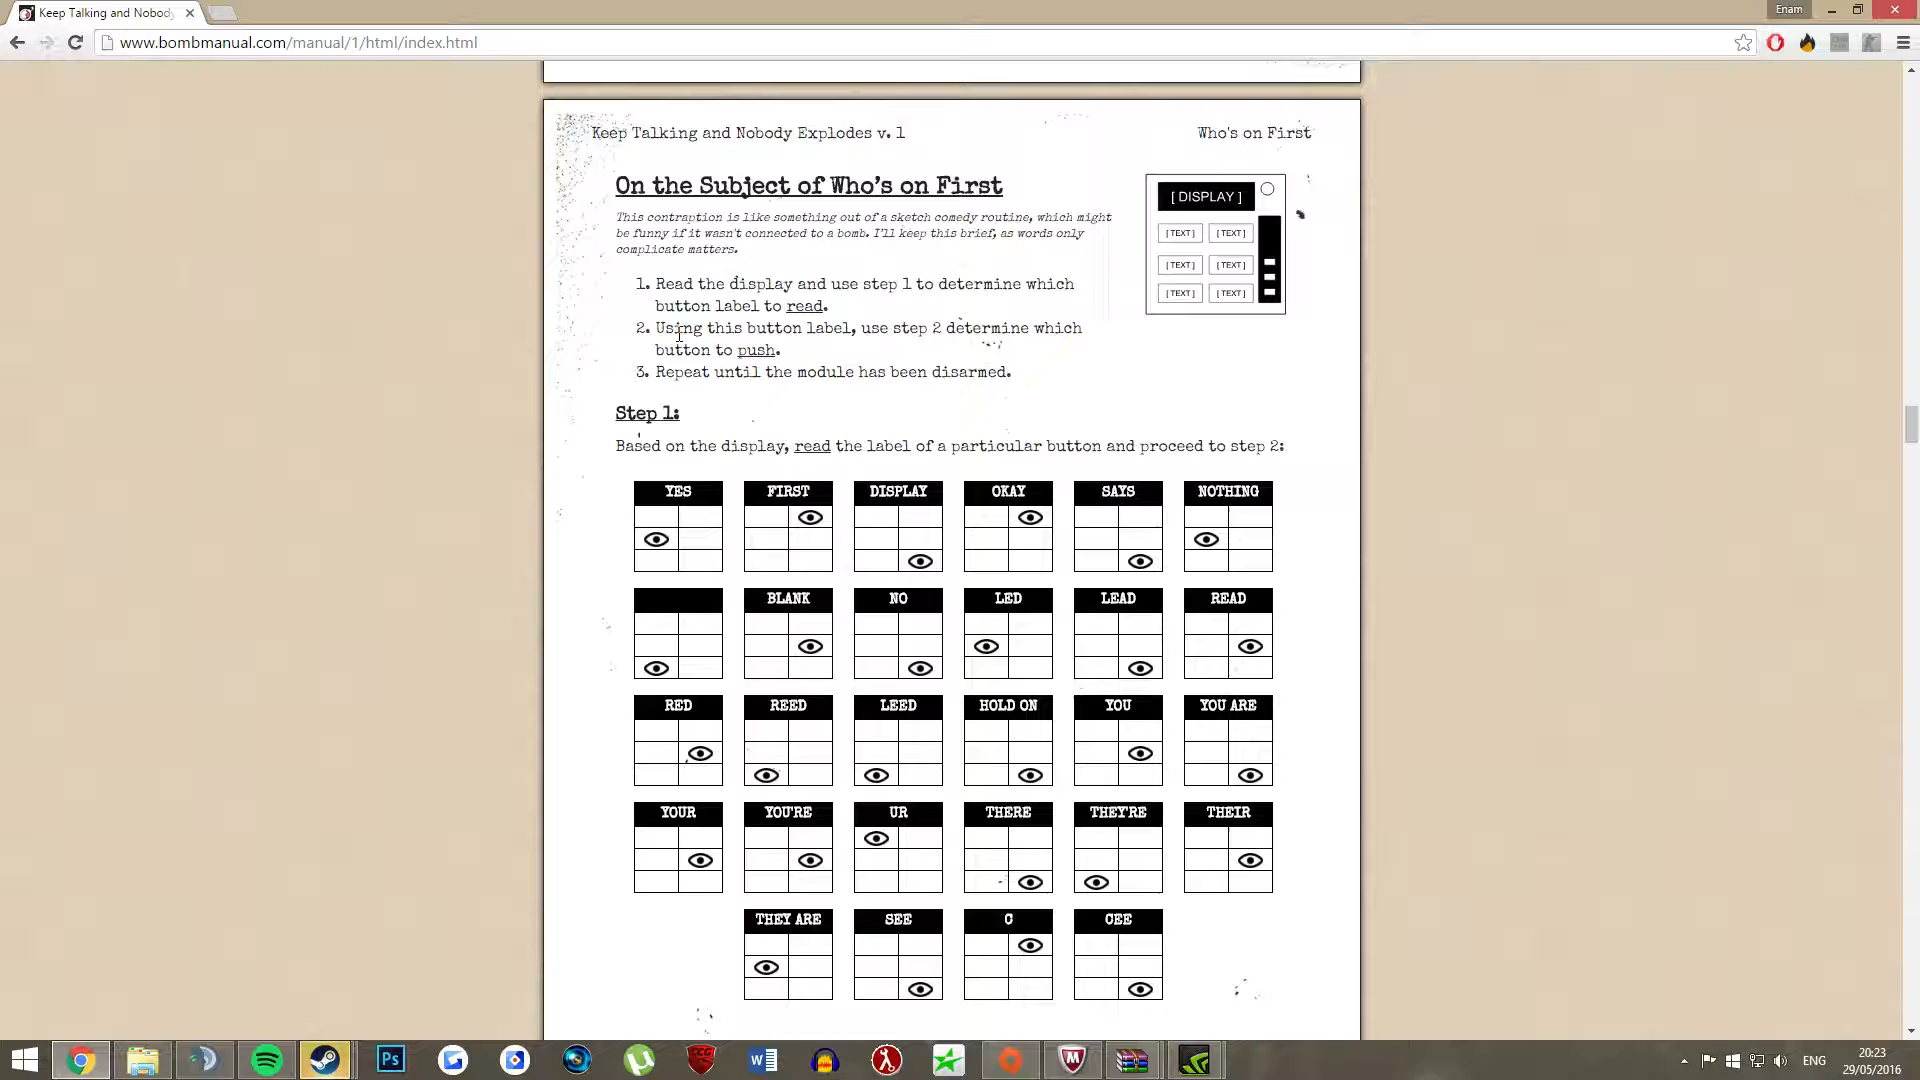 Keep Talking and Nobody
Enam
www.bombmanual.com/manual/1/html/index.html
Keep Talking and Nobody Explodes v. 1
Who's on First
On the Subject of Who's on First
This contraption is like something out of a sketch comedy routine, which might
be funny if it wasn't connected to a bomb. I'll keep this brief, as words only
complicate matters.
[ DISPLAY ]
[ TEXT ] [ TEXT ]
[ TEXT ] [ TEXT ]
[ TEXT ] [ TEXT ]
1. Read the display and use step 1 to determine which
button label to read.
2. Using this button label, use step 2 determine which
button to push.
3. Repeat until the module has been disarmed.
Step 1:
Based on the display, read the label of a particular button and proceed to step 2:
YES FIRST DISPLAY OKAY SAYS NOTHING
BLANK NO LED LEAD READ
RED REED LEED HOLD ON YOU YOU ARE
YOUR YOU'RE UR THERE THEY'RE THEIR
THEY ARE SEE C CEE
Ps
W
ENG
20:23
29/05/2016